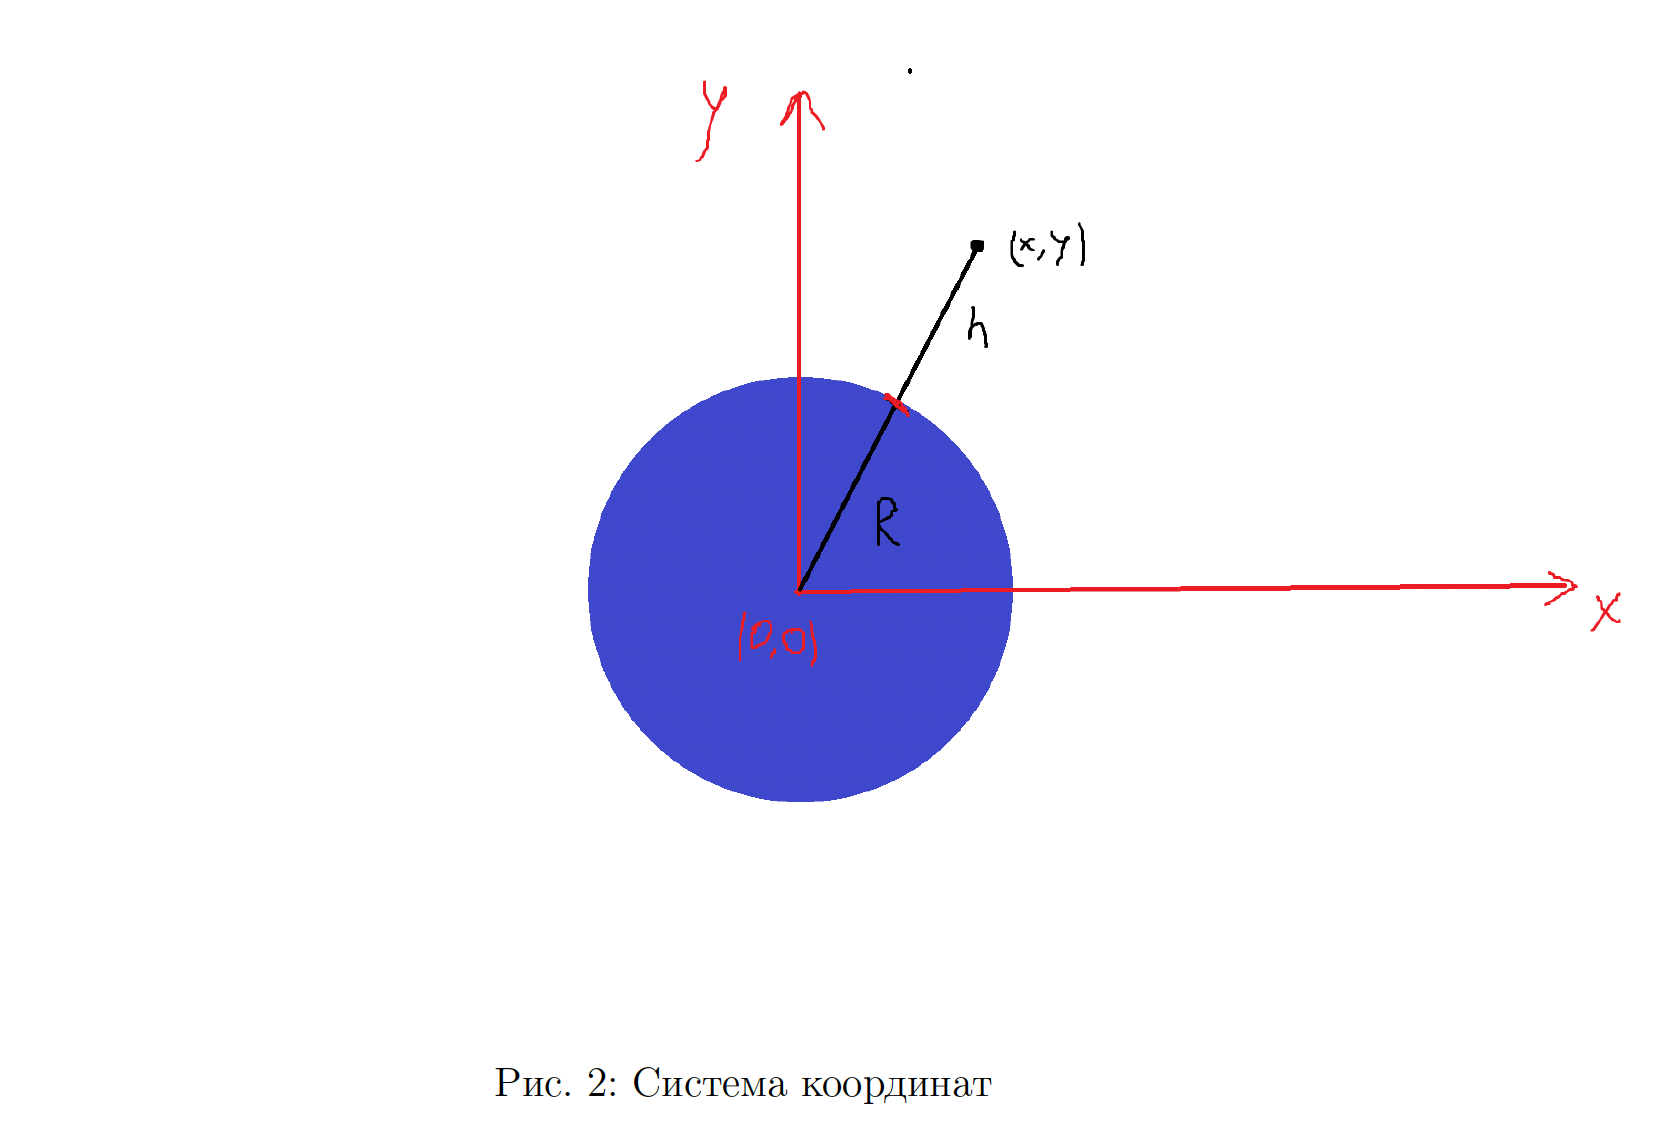 y
(x,y)
h
R
(0,0)
x
Рис. 2: Система координат